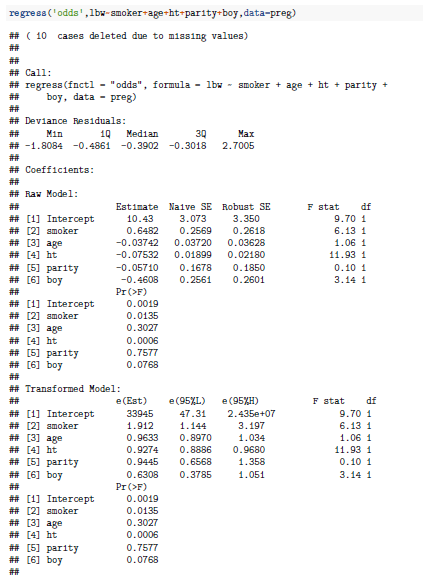 regress('odds',lbw~smoker+age+ht+parity+boy,data=preg)
## ( 10 cases deleted due to missing values)
##
##
## Call:
## regress(fnctl = "odds", formula = lbw ~ smoker + age + ht + parity +
##     boy, data = preg)
##
## Deviance Residuals:
##     Min      1Q  Median      3Q     Max
## -1.8084 -0.4861 -0.3902 -0.3018  2.7005
##
## Coefficients:
##
## Raw Model:
##               Estimate  Naive SE  Robust SE       F stat    df
## [1] Intercept    10.43     3.073     3.350           9.70 1
## [2] smoker      0.6482    0.2569    0.2618           6.13 1
## [3] age       -0.03742   0.03720   0.03628           1.06 1
## [4] ht        -0.07532   0.01899   0.02180          11.93 1
## [5] parity    -0.05710    0.1678    0.1850           0.10 1
## [6] boy        -0.4608    0.2561    0.2601           3.14 1
##               Pr(>F)
## [1] Intercept   0.0019
## [2] smoker      0.0135
## [3] age         0.3027
## [4] ht          0.0006
## [5] parity      0.7577
## [6] boy         0.0768
##
## Transformed Model:
##               e(Est)    e(95%L)   e(95%H)            F stat    df
## [1] Intercept    33945     47.31   2.435e+07          9.70 1
## [2] smoker       1.912     1.144     3.197            6.13 1
## [3] age         0.9633    0.8970     1.034            1.06 1
## [4] ht          0.9274    0.8886    0.9680           11.93 1
## [5] parity      0.9445    0.6568     1.358            0.10 1
## [6] boy         0.6308    0.3785     1.051            3.14 1
##               Pr(>F)
## [1] Intercept   0.0019
## [2] smoker      0.0135
## [3] age         0.3027
## [4] ht          0.0006
## [5] parity      0.7577
## [6] boy         0.0768
##